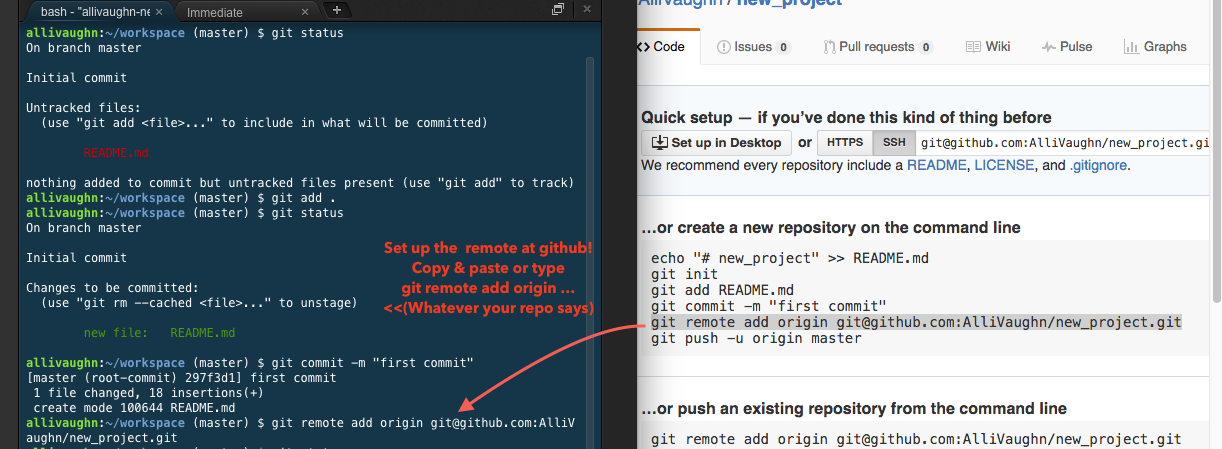 bash - "allivaughn-ne
Immediate
allivaughn:~/workspace (master) $ git status
On branch master
Initial commit
Untracked files:
(use "git add <file>..." to include in what will be committed)
README.md
nothing added to commit but untracked files present (use "git add" to track)
allivaughn:~/workspace (master) $ git add .
allivaughn:~/workspace (master) $ git status
On branch master
Initial commit
Changes to be committed:
(use "git rm --cached <file>..." to unstage)
new file:   README.md
allivaughn:~/workspace (master) $ git commit -m "first commit"
[master (root-commit) 297f3d1] first commit
1 file changed, 18 insertions(+)
create mode 100644 README.md
allivaughn:~/workspace (master) $ git remote add origin git@github.com:AlliV
aughn/new_project.git
Set up the remote at github!
Copy & paste or type
git remote add origin ...
<<(Whatever your repo says)
AlliVaughn / new_project
<> Code
Issues 0
Pull requests 0
Wiki
Pulse
Graphs
Quick setup — if you've done this kind of thing before
Set up in Desktop or HTTPS SSH git@github.com:AlliVaughn/new_project.gi
We recommend every repository include a README, LICENSE, and .gitignore.
…or create a new repository on the command line
echo "# new_project" >> README.md
git init
git add README.md
git commit -m "first commit"
git remote add origin git@github.com:AlliVaughn/new_project.git
git push -u origin master
…or push an existing repository from the command line
git remote add origin git@github.com:AlliVaughn/new_project.git